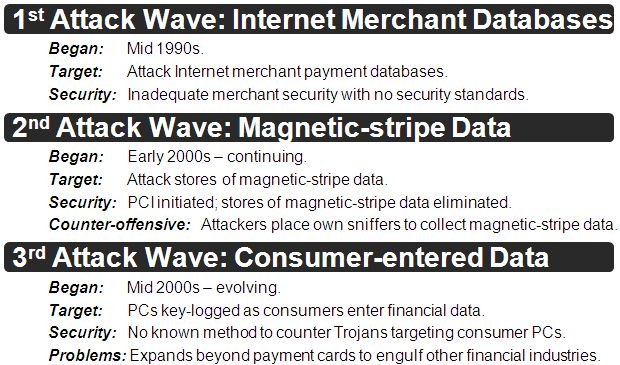 1st Attack Wave: Internet Merchant Databases
Began: Mid 1990s.
Target: Attack Internet merchant payment databases.
Security: Inadequate merchant security with no security standards.
2nd Attack Wave: Magnetic-stripe Data
Began: Early 2000s – continuing.
Target: Attack stores of magnetic-stripe data.
Security: PCI initiated; stores of magnetic-stripe data eliminated.
Counter-offensive: Attackers place own sniffers to collect magnetic-stripe data.
3rd Attack Wave: Consumer-entered Data
Began: Mid 2000s – evolving.
Target: PCs key-logged as consumers enter financial data.
Security: No known method to counter Trojans targeting consumer PCs.
Problems: Expands beyond payment cards to engulf other financial industries.